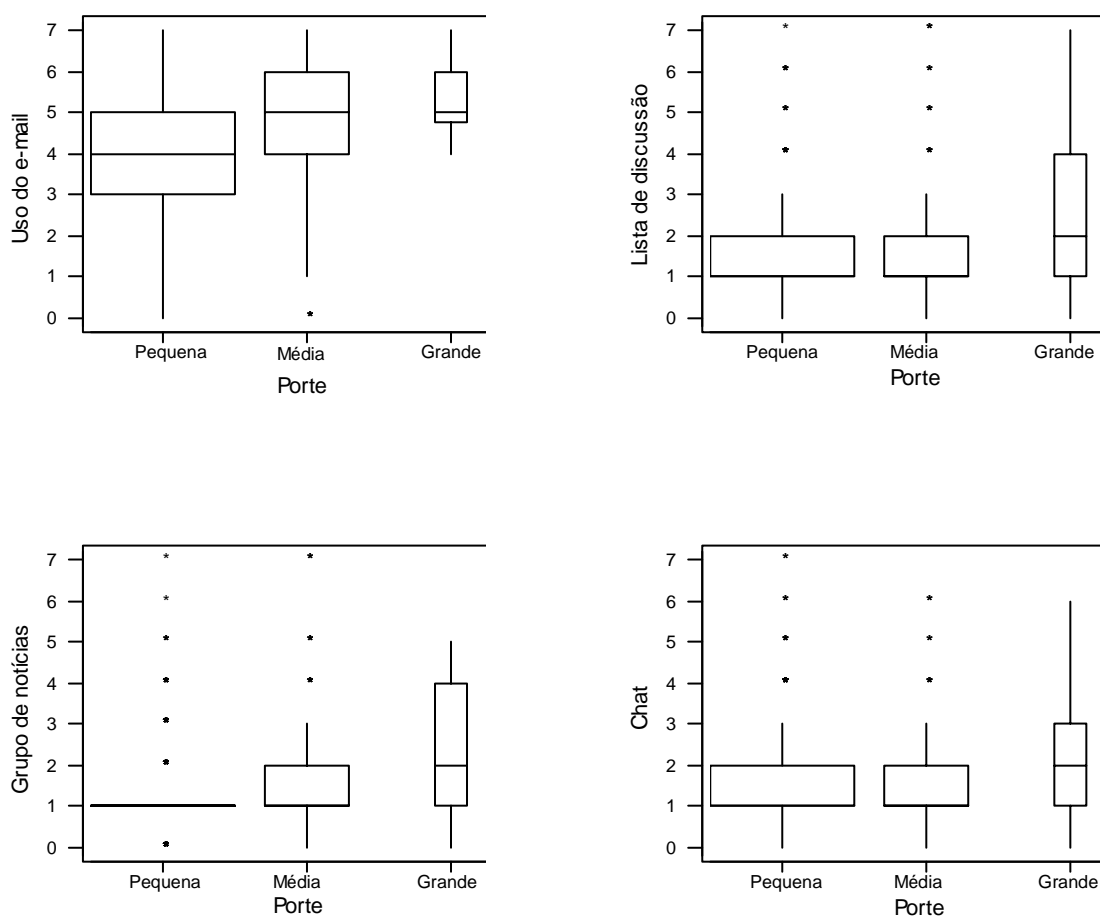 Uso do e-mail
7
6
5
4
3
2
1
0
Pequena Média Grande
Porte
Lista de discussão
7
6
5
4
3
2
1
0
Pequena Média Grande
Porte
Grupo de notícias
7
6
5
4
3
2
1
0
Pequena Média Grande
Porte
Chat
7
6
5
4
3
2
1
0
Pequena Média Grande
Porte